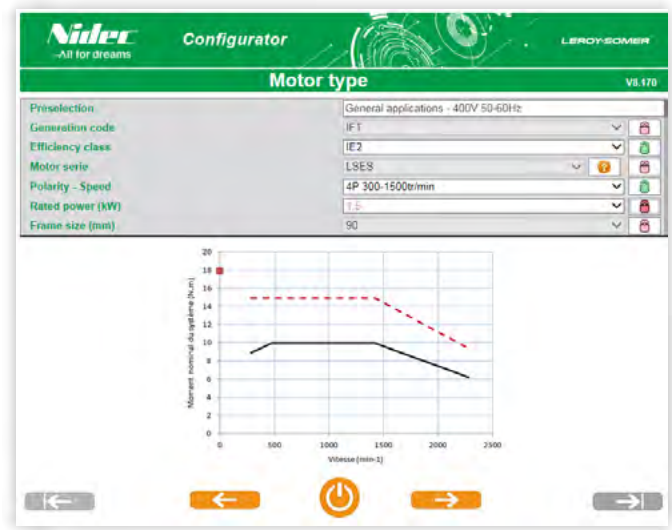 Nidec
-All for dreams
Configurator
LEROY-SOMER
Motor type
V8.170
Preselection
General applications - 400V 50-60Hz
Generation code
IFT
Efficiency class
IE2
Motor serie
LSES
Polarity - Speed
4P 300-1500tr/min
Rated power (kW)
1.5
Frame size (mm)
90
Moment nominal du système (N.m)
20
18
16
14
12
10
8
6
4
2
0
0 500 1000 1500 2000 2500
Vitesse (min-1)